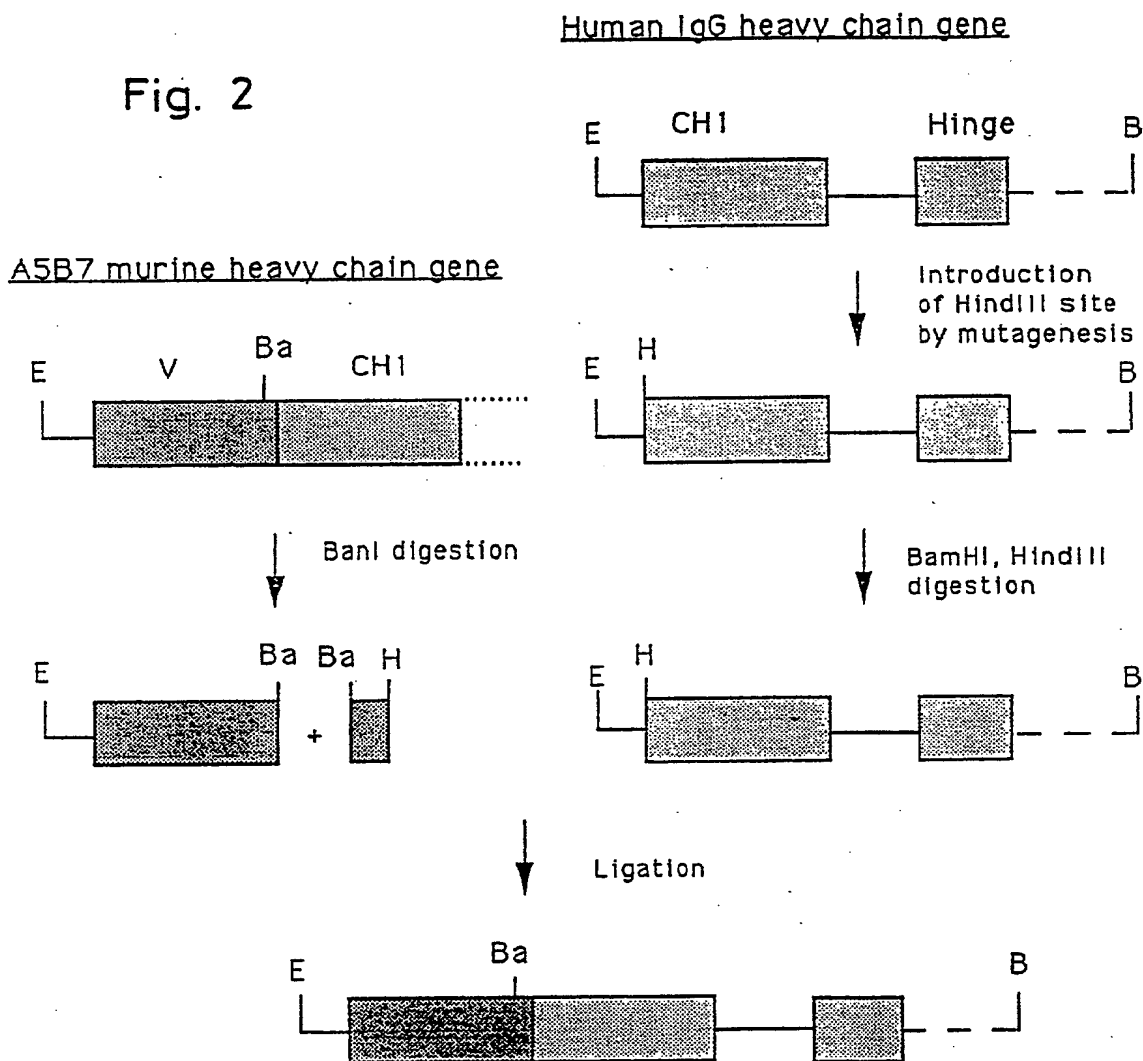 Human IgG heavy chain gene
Fig. 2
E CH1 Hinge B
A5B7 murine heavy chain gene
Introduction
of HindIII site
by mutagenesis
E V Ba CH1
E H B
BanI digestion
BamHI, HindIII
digestion
E Ba Ba H
+
E H B
Ligation
E Ba B